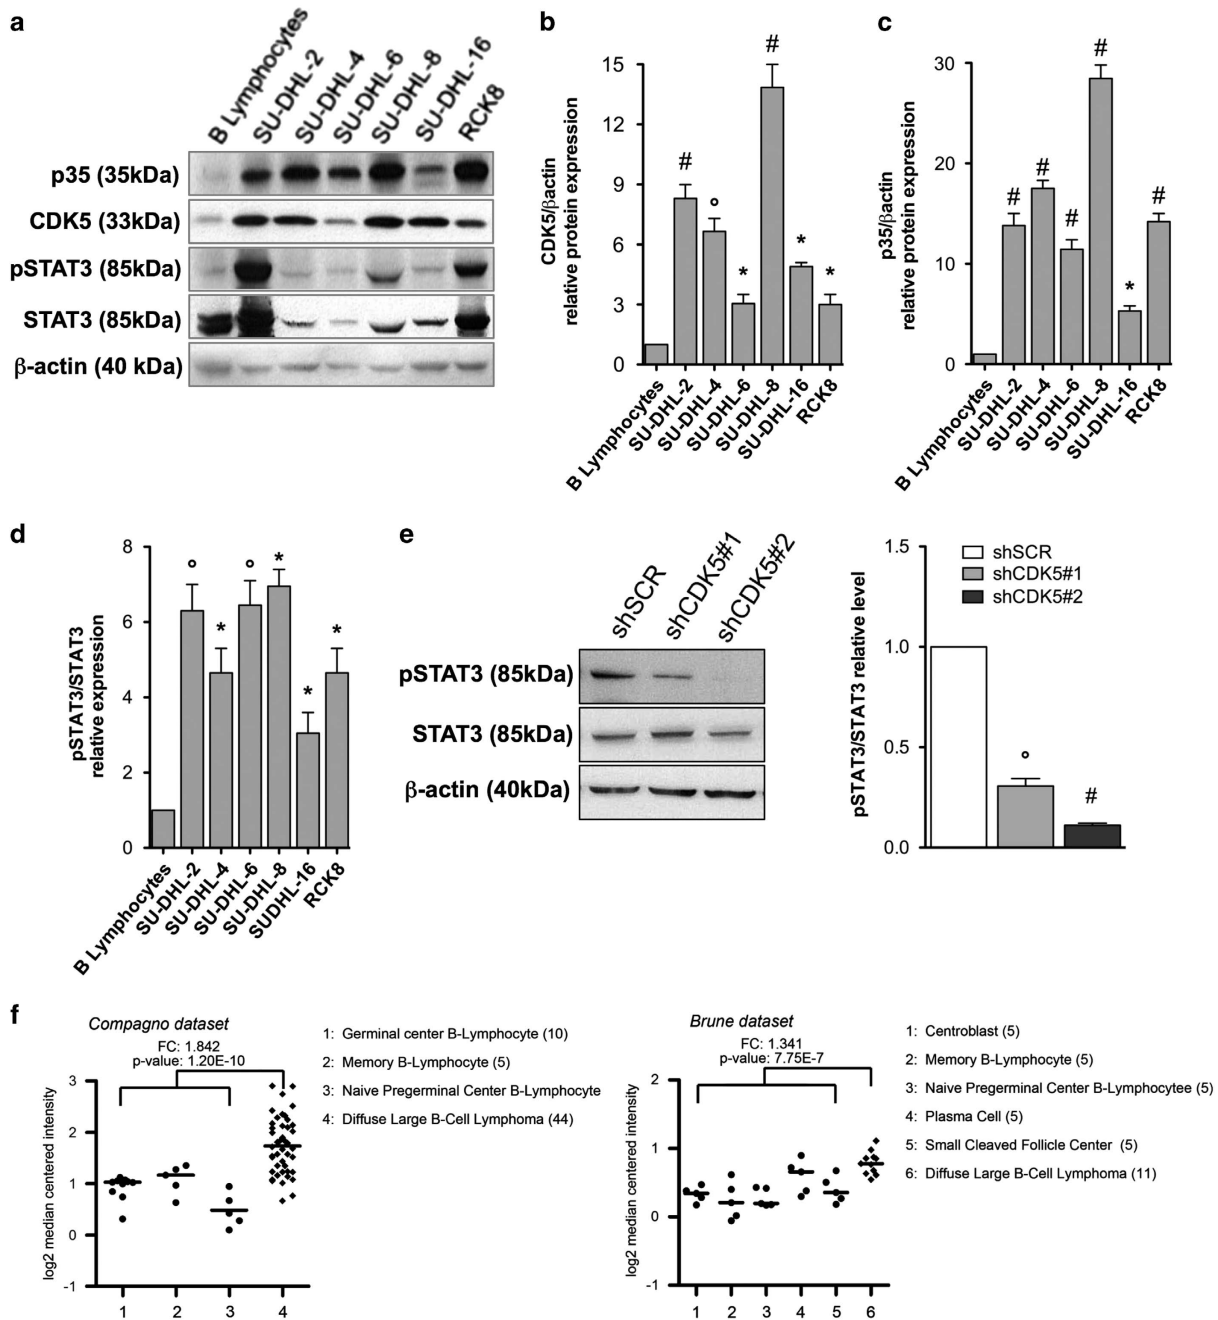 a
B Lymphocytes
SU-DHL-2
SU-DHL-4
SU-DHL-6
SU-DHL-8
SU-DHL-16
RCK8
p35 (35kDa)
CDK5 (33kDa)
pSTAT3 (85kDa)
STAT3 (85kDa)
β-actin (40 kDa)
b
CDK5/βactin
relative protein expression
15
12
9
6
3
0
#
°
*
#
*
*
B Lymphocytes
SU-DHL-2
SU-DHL-4
SU-DHL-6
SU-DHL-8
SU-DHL-16
RCK8
c
p35/βactin
relative protein expression
30
20
10
0
#
#
#
#
*
#
B Lymphocytes
SU-DHL-2
SU-DHL-4
SU-DHL-6
SU-DHL-8
SU-DHL-16
RCK8
d
pSTAT3/STAT3
relative expression
8
6
4
2
0
°
*
°
*
*
*
B Lymphocytes
SU-DHL-2
SU-DHL-4
SU-DHL-6
SU-DHL-8
SUDHL-16
RCK8
e
shSCR
shCDK5#1
shCDK5#2
pSTAT3 (85kDa)
STAT3 (85kDa)
β-actin (40kDa)
pSTAT3/STAT3 relative level
1.5
1.0
0.5
0.0
shSCR
shCDK5#1
shCDK5#2
°
#
f
Compagno dataset
FC: 1.842
p-value: 1.20E-10
log2 median centered intensity
3
2
1
0
-1
1 2 3 4
1: Germinal center B-Lymphocyte (10)
2: Memory B-Lymphocyte (5)
3: Naive Pregerminal Center B-Lymphocyte
4: Diffuse Large B-Cell Lymphoma (44)
Brune dataset
FC: 1.341
p-value: 7.75E-7
log2 median centered intensity
2
1
0
-1
1 2 3 4 5 6
1: Centroblast (5)
2: Memory B-Lymphocyte (5)
3: Naive Pregerminal Center B-Lymphocytee (5)
4: Plasma Cell (5)
5: Small Cleaved Follicle Center (5)
6: Diffuse Large B-Cell Lymphoma (11)